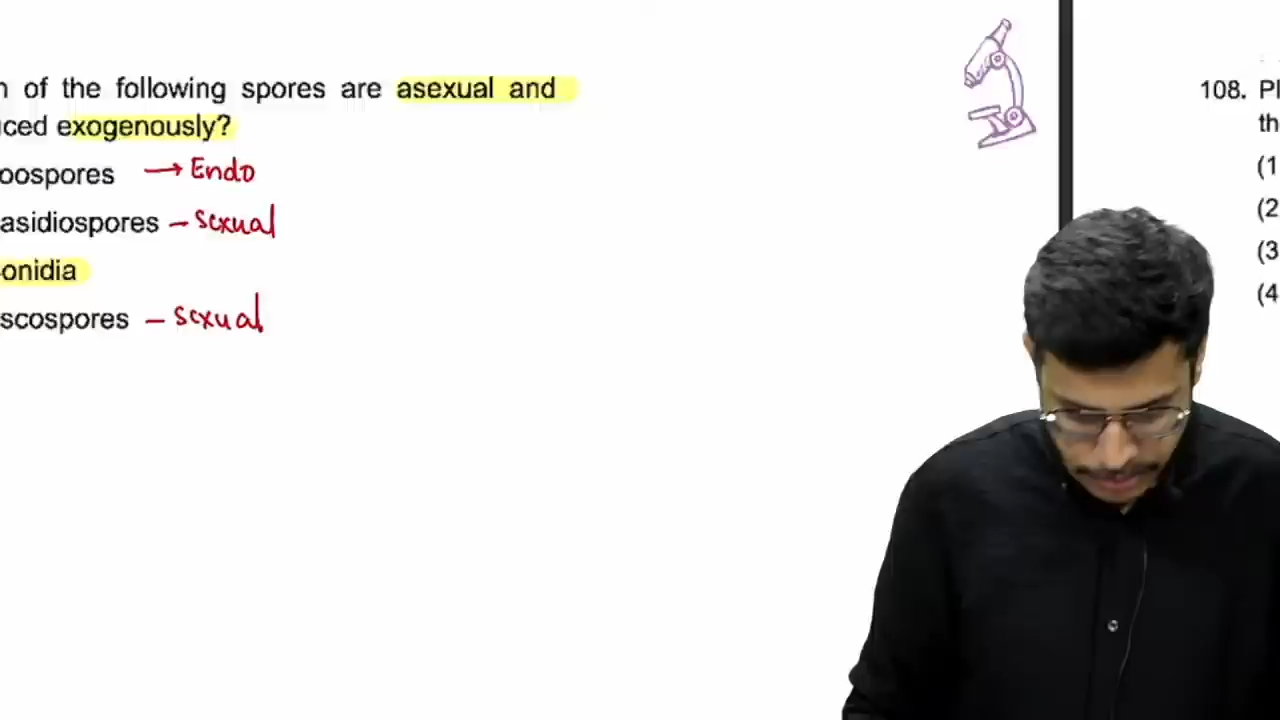 of the following spores are asexual and
uced exogenously?
oospores → Endo
asidiospores – sexual
onidia
scospores – sexual
108. Pl
th
(1
(2
(3
(4